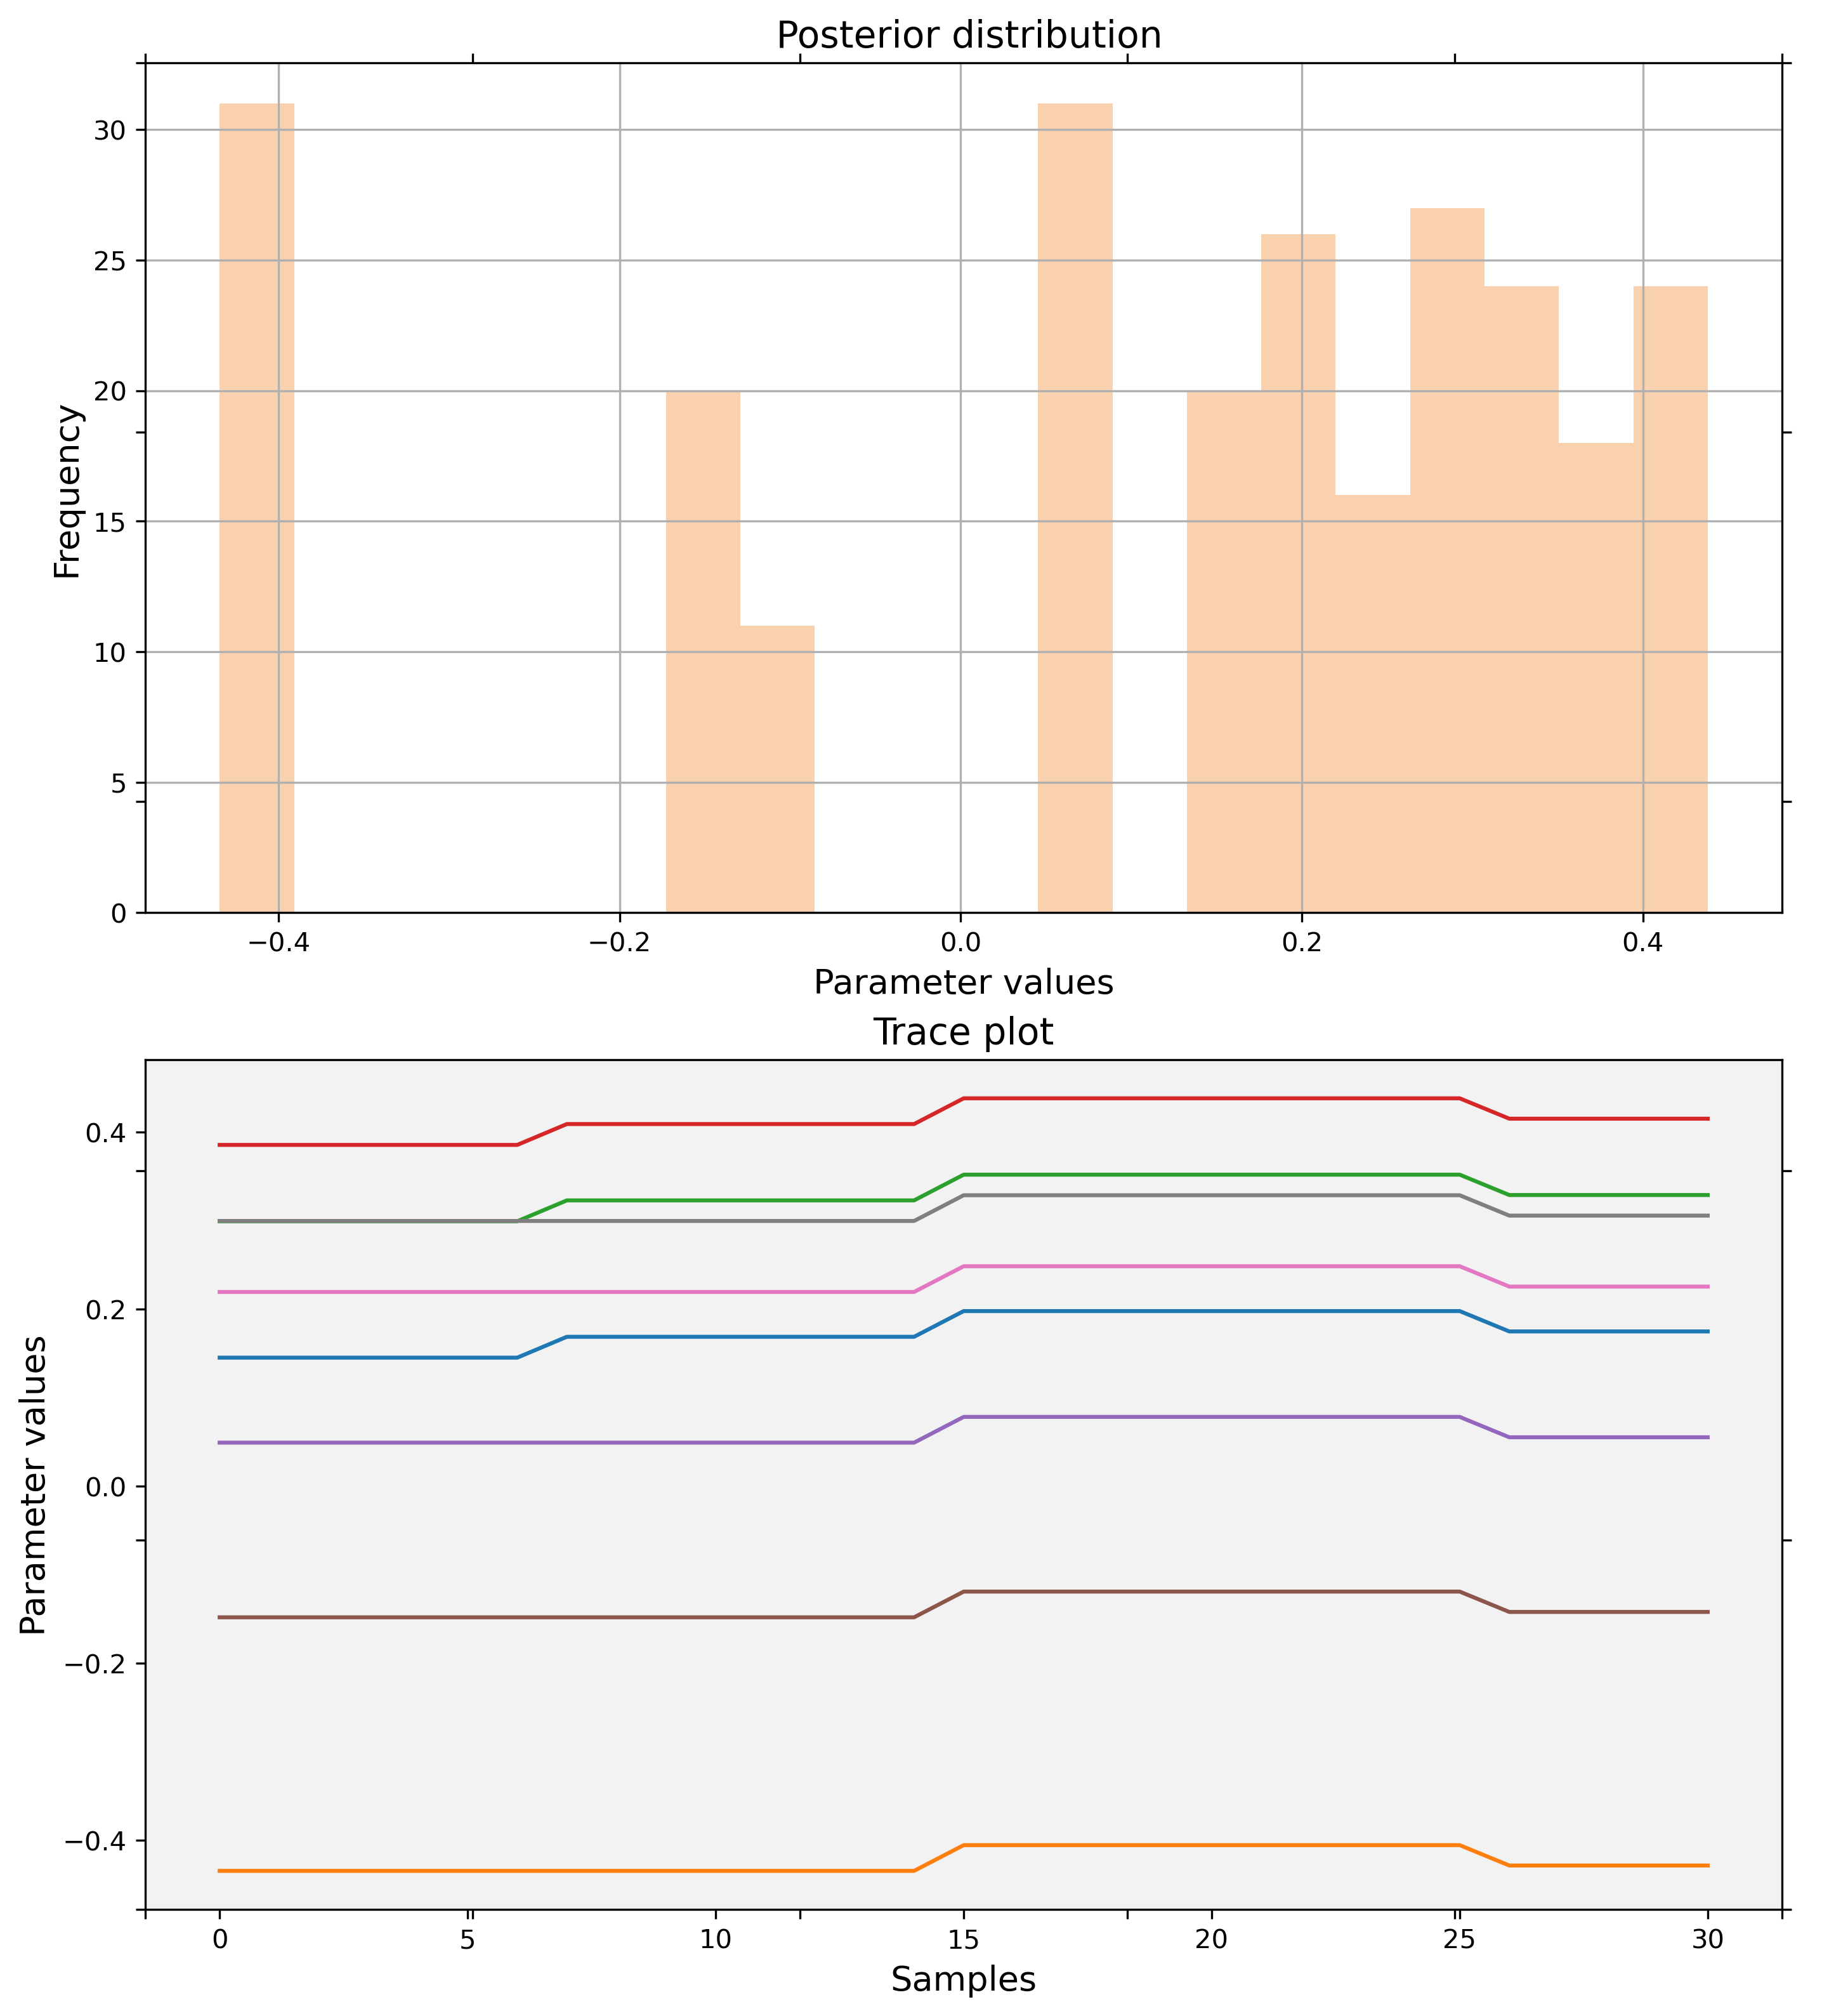 Posterior distribution
30
25
20
15
10
5
0
Frequency
−0.4 −0.2 0.0 0.2 0.4
Parameter values
Trace plot
0.4
0.2
0.0
−0.2
−0.4
Parameter values
0 5 10 15 20 25 30
Samples